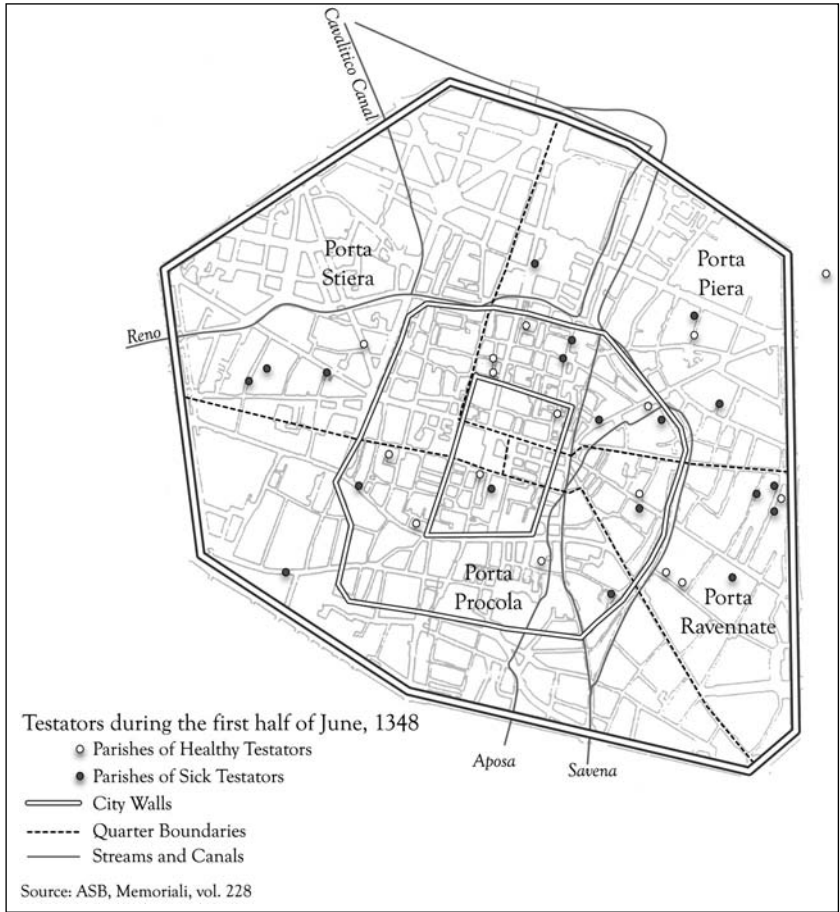 Cavalitico Canal
Porta
Stiera
Porta
Piera
Reno
Porta
Procola
Porta
Ravennate
Testators during the first half of June, 1348
Parishes of Healthy Testators
Parishes of Sick Testators
City Walls
Quarter Boundaries
Streams and Canals
Aposa
Savena
Source: ASB, Memoriali, vol. 228